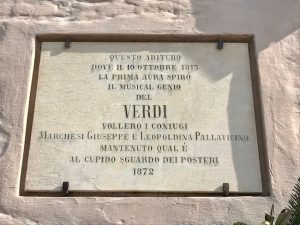 QUESTO ABITURO
DOVE IL 10 OTTOBRE 1813
LA PRIMA AURA SPIRÒ
IL MUSICAL GENIO
DEL
VERDI
VOLLERO I CONIUGI
MARCHESI GIUSEPPE E LEOPOLDINA PALLAVICINO
MANTENUTO QUAL È
AL CUPIDO SGUARDO DEI POSTERI
1872